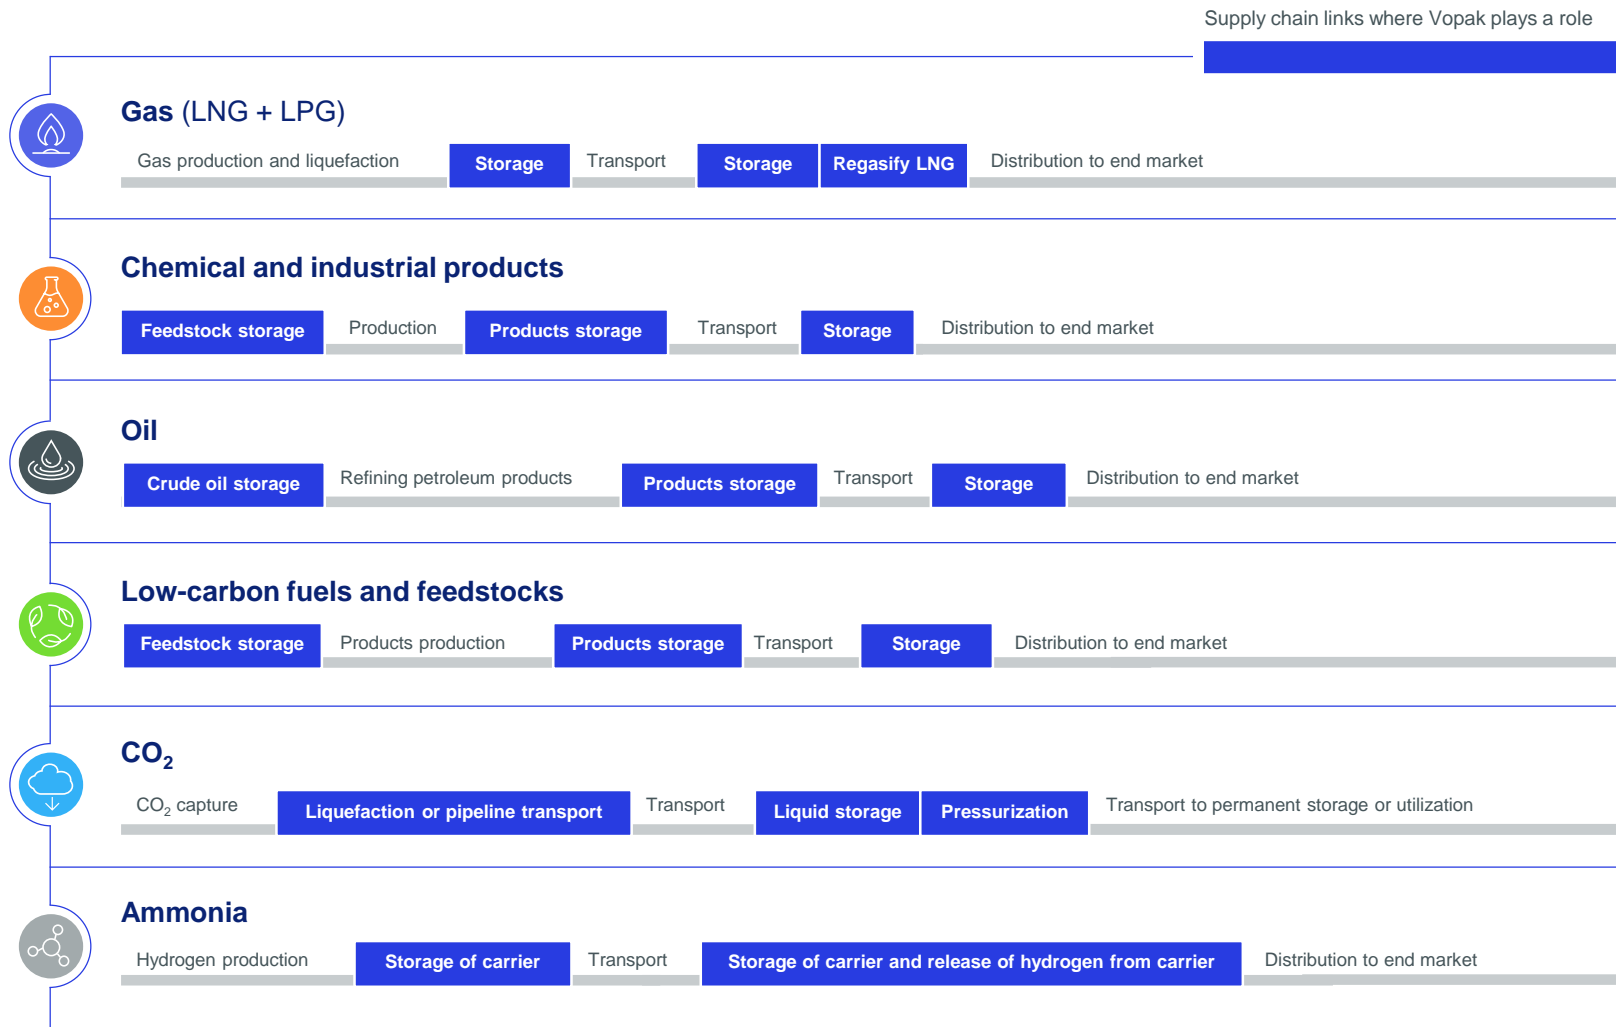 Supply chain links where Vopak plays a role
Gas (LNG + LPG)
Gas production and liquefaction Storage Transport Storage Regasify LNG Distribution to end market
Chemical and industrial products
Feedstock storage Production Products storage Transport Storage Distribution to end market
Oil
Crude oil storage Refining petroleum products Products storage Transport Storage Distribution to end market
Low-carbon fuels and feedstocks
Feedstock storage Products production Products storage Transport Storage Distribution to end market
CO₂
CO₂ capture Liquefaction or pipeline transport Transport Liquid storage Pressurization Transport to permanent storage or utilization
Ammonia
Hydrogen production Storage of carrier Transport Storage of carrier and release of hydrogen from carrier Distribution to end market